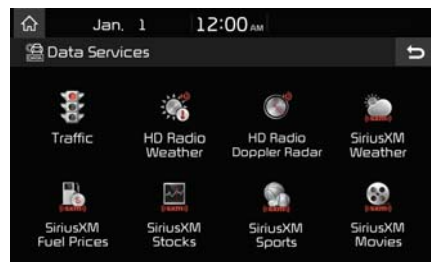 Jan. 1 12:00 AM
Data Services
Traffic
HD Radio
Weather
HD Radio
Doppler Radar
SiriusXM
Weather
SiriusXM
Fuel Prices
SiriusXM
Stocks
SiriusXM
Sports
SiriusXM
Movies